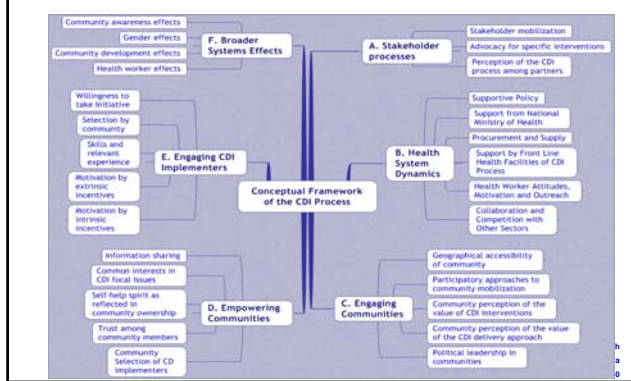 Community awareness effects
Gender effects
Community development effects
Health worker effects
F. Broader
Systems Effects
A. Stakeholder
processes
Stakeholder mobilization
Advocacy for specific interventions
Perception of the CDI
process among partners
Willingness to
take Initiative
Selection by
community
Skills and
relevant
experience
Motivation by
extrinsic
incentives
Motivation by
intrinsic
incentives
E. Engaging CDI
Implementers
Conceptual Framework
of the CDI Process
B. Health
System
Dynamics
Supportive Policy
Support from National
Ministry of Health
Procurement and Supply
Support by Front Line
Health Facilities of CDI
Process
Health Worker Attitudes,
Motivation and Outreach
Collaboration and
Competition with
Other Sectors
Information sharing
Common interests in
CDI focal issues
Self-help spirit as
reflected in
community ownership
Trust among
community members
Community
Selection of CD
Implementers
D. Empowering
Communities
C. Engaging
Communities
Geographical accessibility
of community
Participatory approaches to
community mobilization
Community perception of the
value of CDI interventions
Community perception of the value
of the CDI delivery approach
Political leadership in
communities
h
a
0